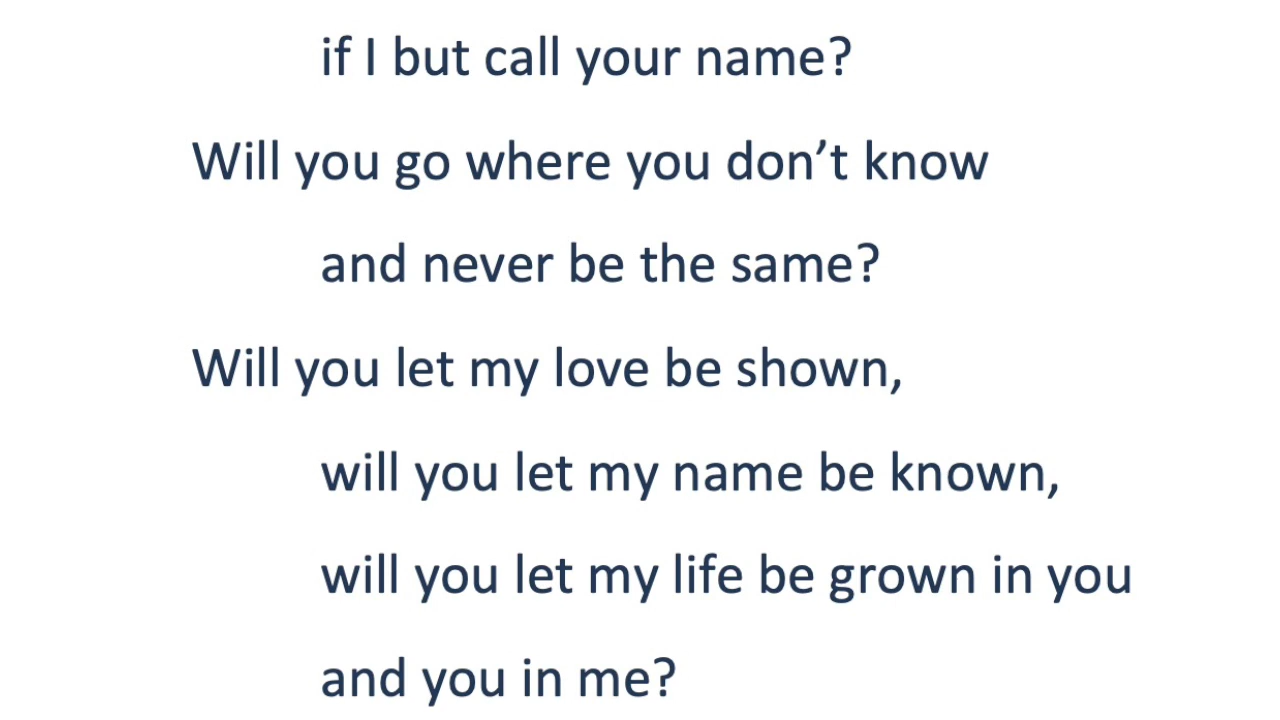 if I but call your name?
Will you go where you don’t know
and never be the same?
Will you let my love be shown,
will you let my name be known,
will you let my life be grown in you
and you in me?